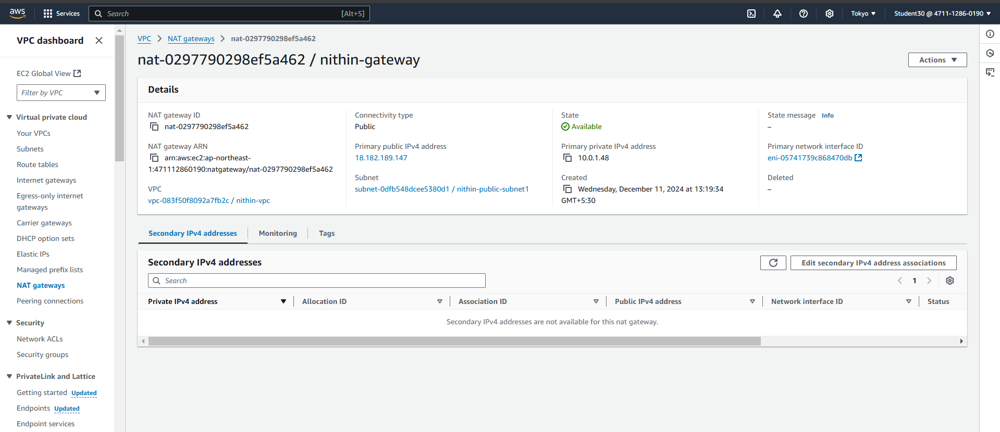 aws
Services
Search
[Alt+S]
Tokyo
Student30 @ 4711-1286-0190
VPC dashboard
EC2 Global View
Filter by VPC
Virtual private cloud
Your VPCs
Subnets
Route tables
Internet gateways
Egress-only internet
gateways
Carrier gateways
DHCP option sets
Elastic IPs
Managed prefix lists
NAT gateways
Peering connections
Security
Network ACLs
Security groups
PrivateLink and Lattice
Getting started Updated
Endpoints Updated
Endpoint services
VPC > NAT gateways > nat-0297790298ef5a462
nat-0297790298ef5a462 / nithin-gateway
Actions
Details
NAT gateway ID
nat-0297790298ef5a462
NAT gateway ARN
arn:aws:ec2:ap-northeast-
1:471112860190:natgateway/nat-0297790298ef5a462
VPC
vpc-083f50f8092a7fb2c / nithin-vpc
Connectivity type
Public
Primary public IPv4 address
18.182.189.147
Subnet
subnet-0dfb548dcee5380d1 / nithin-public-subnet1
State
Available
Primary private IPv4 address
10.0.1.48
Created
Wednesday, December 11, 2024 at 13:19:34
GMT+5:30
State message Info
–
Primary network interface ID
eni-05741739c868470db
Deleted
–
Secondary IPv4 addresses
Monitoring
Tags
Secondary IPv4 addresses
Edit secondary IPv4 address associations
Search
1
Private IPv4 address
Allocation ID
Association ID
Public IPv4 address
Network interface ID
Status
Secondary IPv4 addresses are not available for this nat gateway.